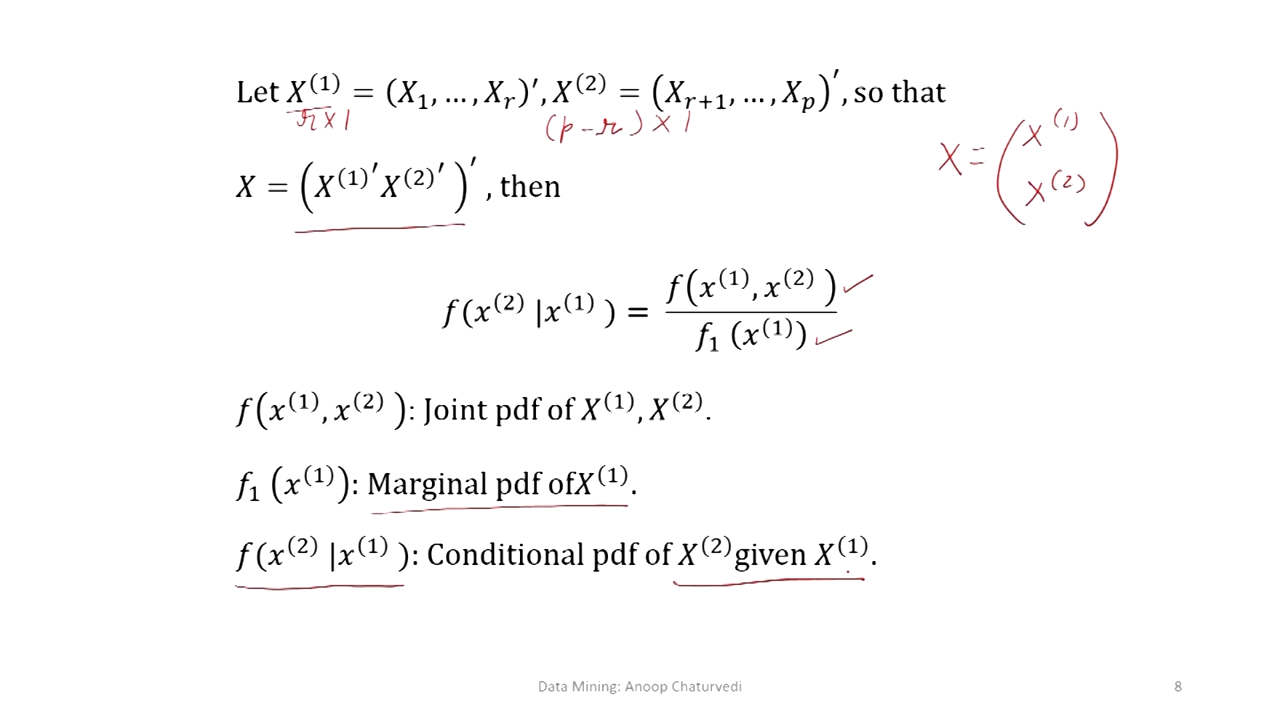 Let X^(1) = (X_1, …, X_r)′, X^(2) = (X_{r+1}, …, X_p)′, so that
r×1 (p−r)×1
X = (X^(1)′ X^(2)′)′, then
X = (X^(1)
X^(2))
f(x^(2) |x^(1) ) = f(x^(1), x^(2) ) ✓ / f_1 (x^(1)) ✓
f(x^(1), x^(2) ): Joint pdf of X^(1), X^(2).
f_1 (x^(1)): Marginal pdf ofX^(1).
f(x^(2) |x^(1) ): Conditional pdf of X^(2)given X^(1).
Data Mining: Anoop Chaturvedi
8